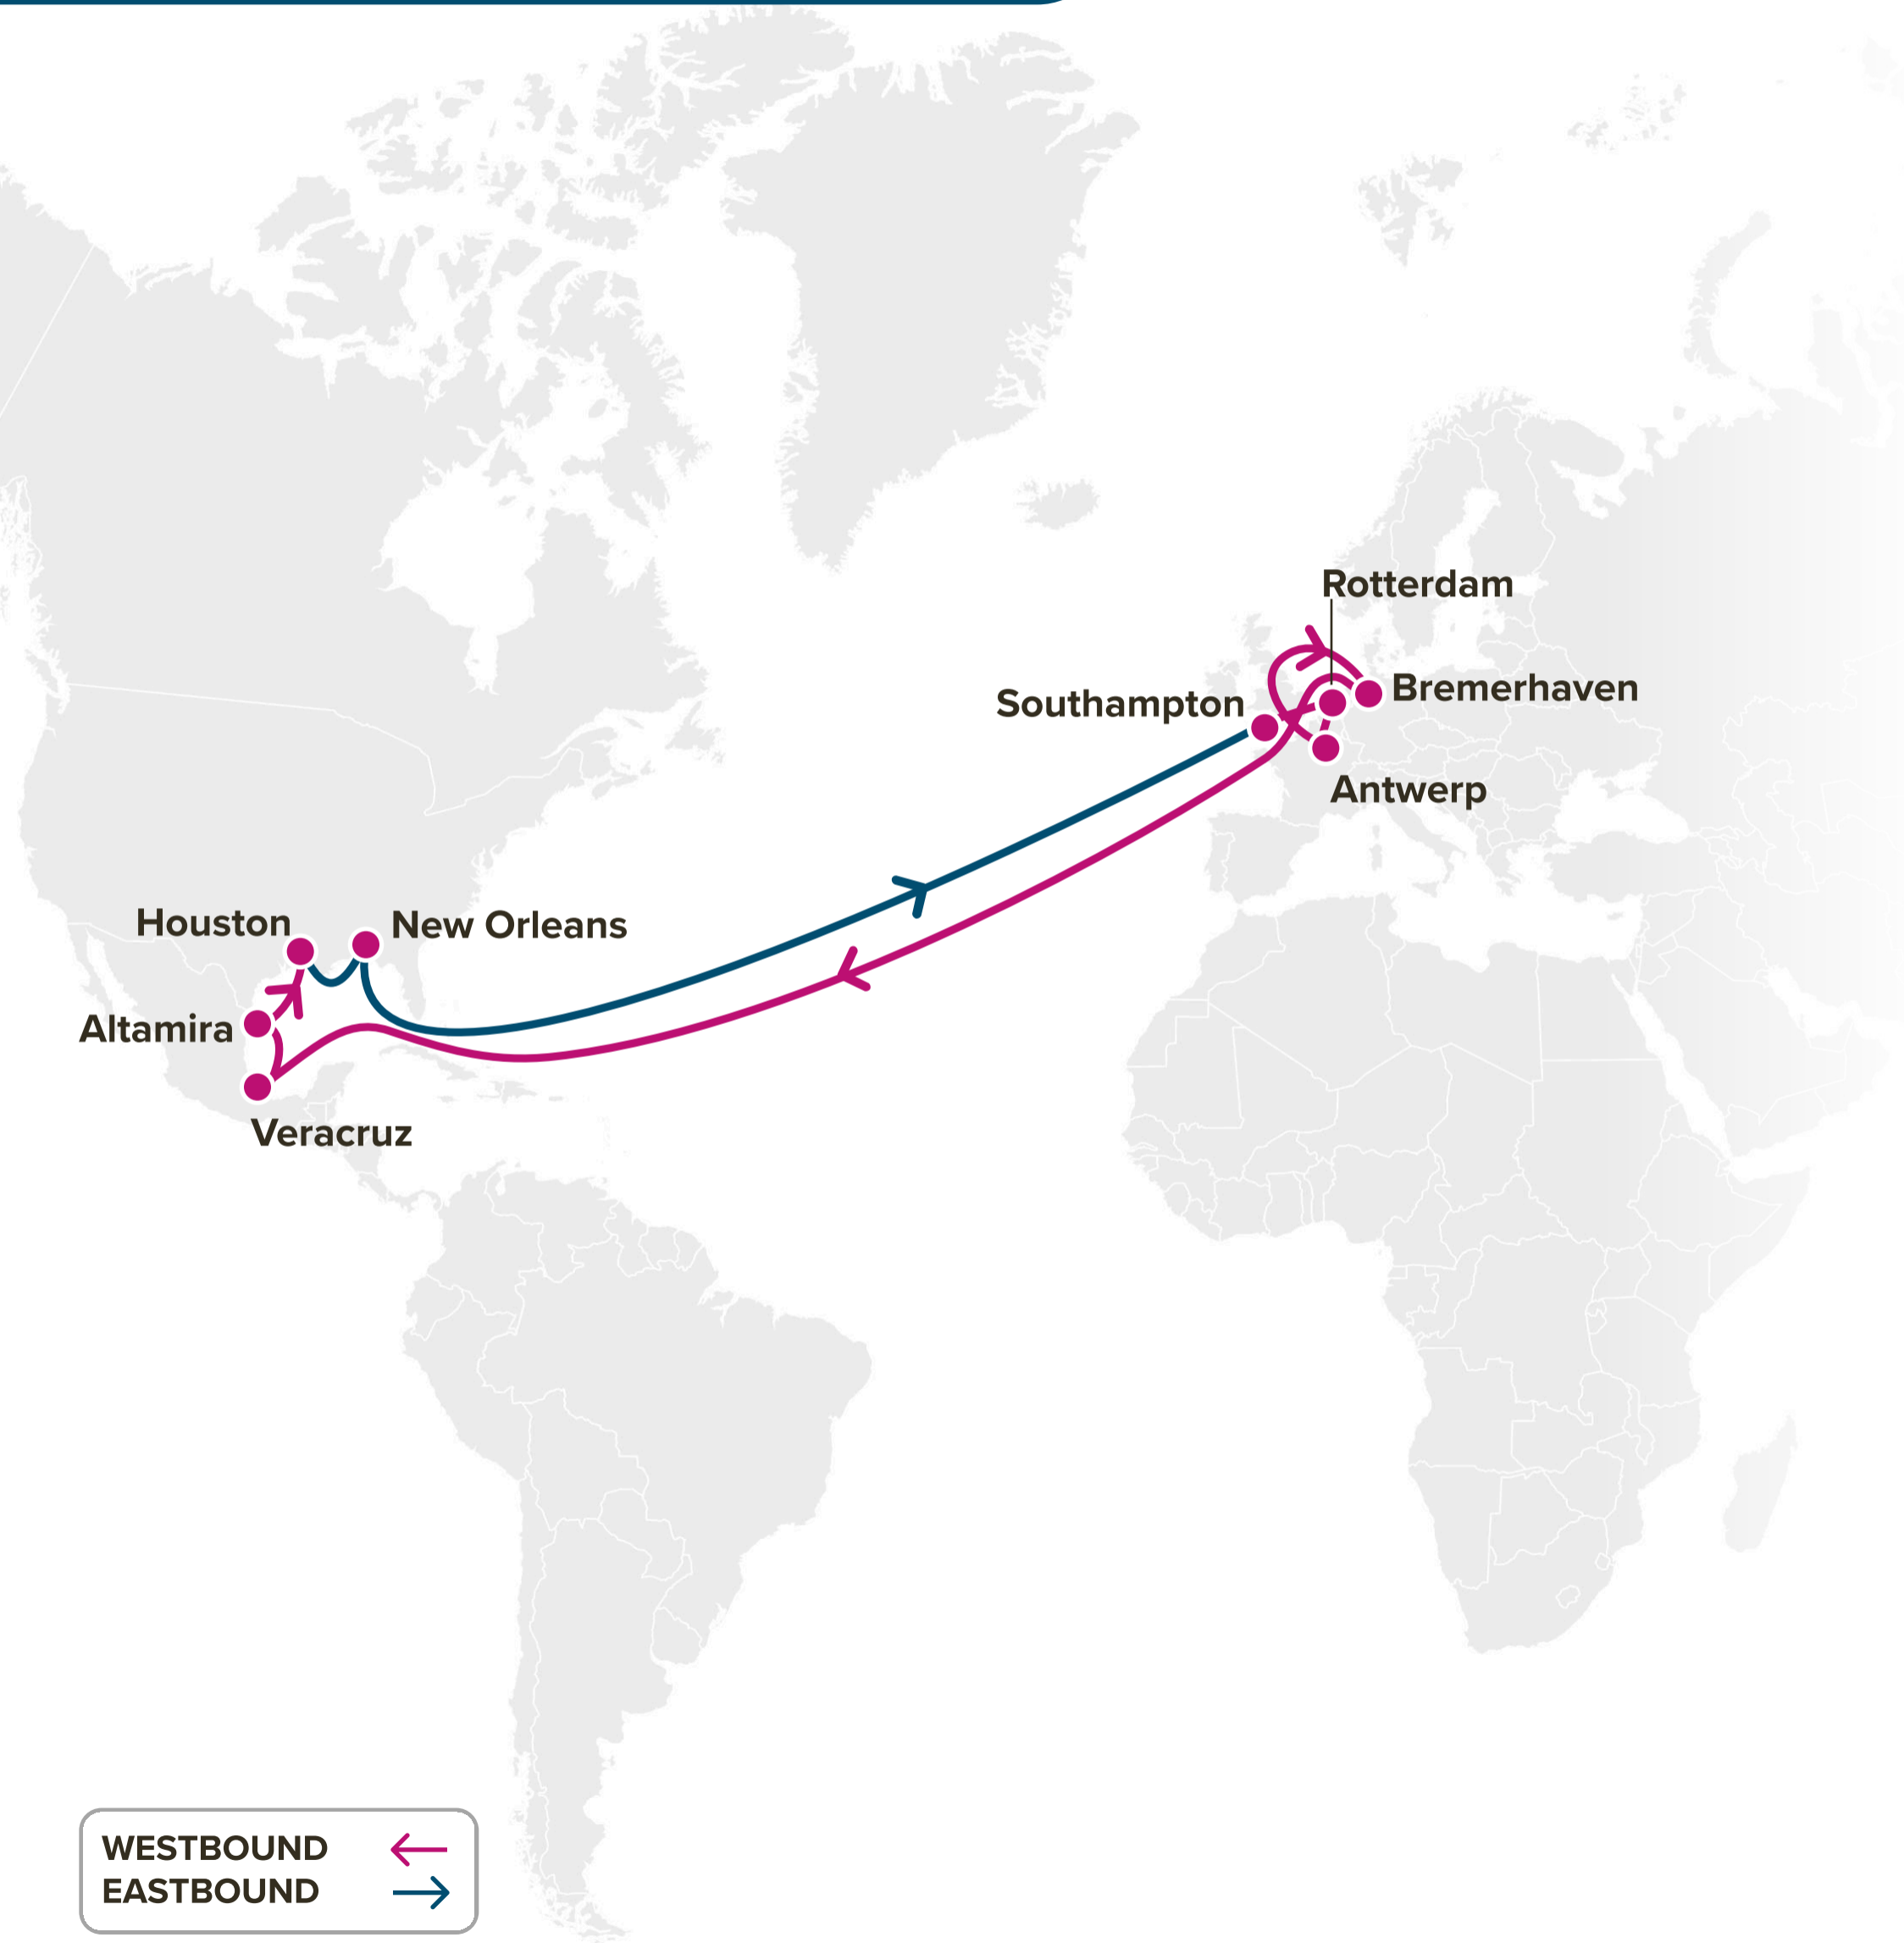 Rotterdam
Bremerhaven
Southampton
Antwerp
Houston
New Orleans
Altamira
Veracruz
WESTBOUND
EASTBOUND